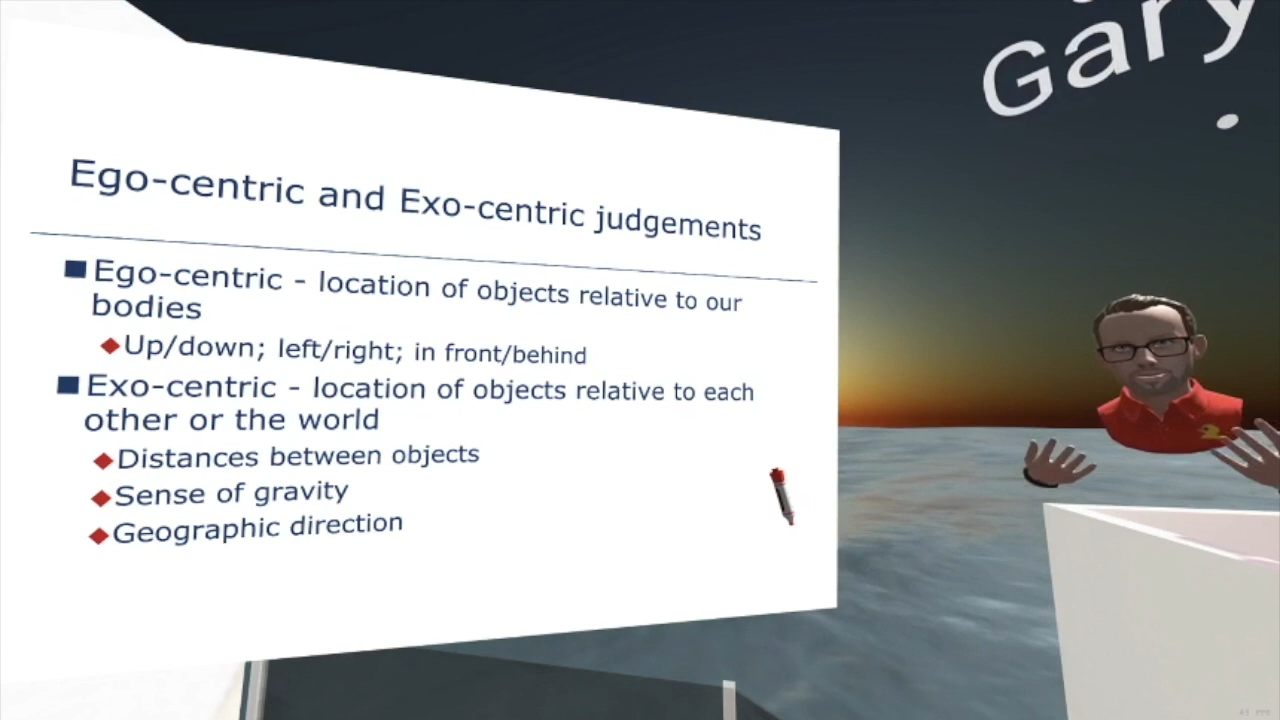 Gary
Ego-centric and Exo-centric judgements
Ego-centric - location of objects relative to our
bodies
Up/down; left/right; in front/behind
Exo-centric - location of objects relative to each
other or the world
Distances between objects
Sense of gravity
Geographic direction